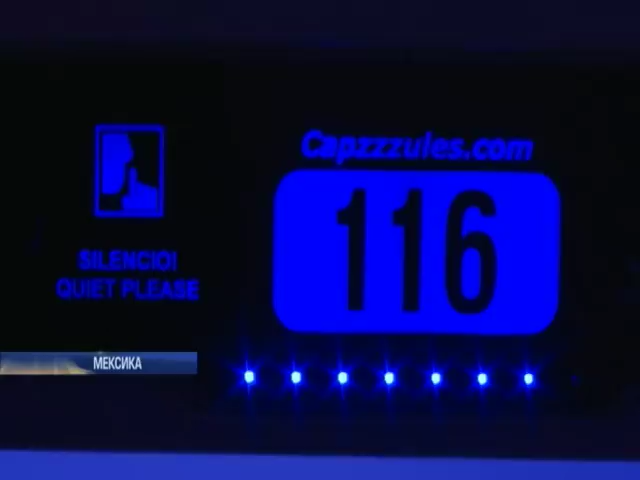 Capzzzules.com
116
SILENCIO!
QUIET PLEASE
МЕКСИКА